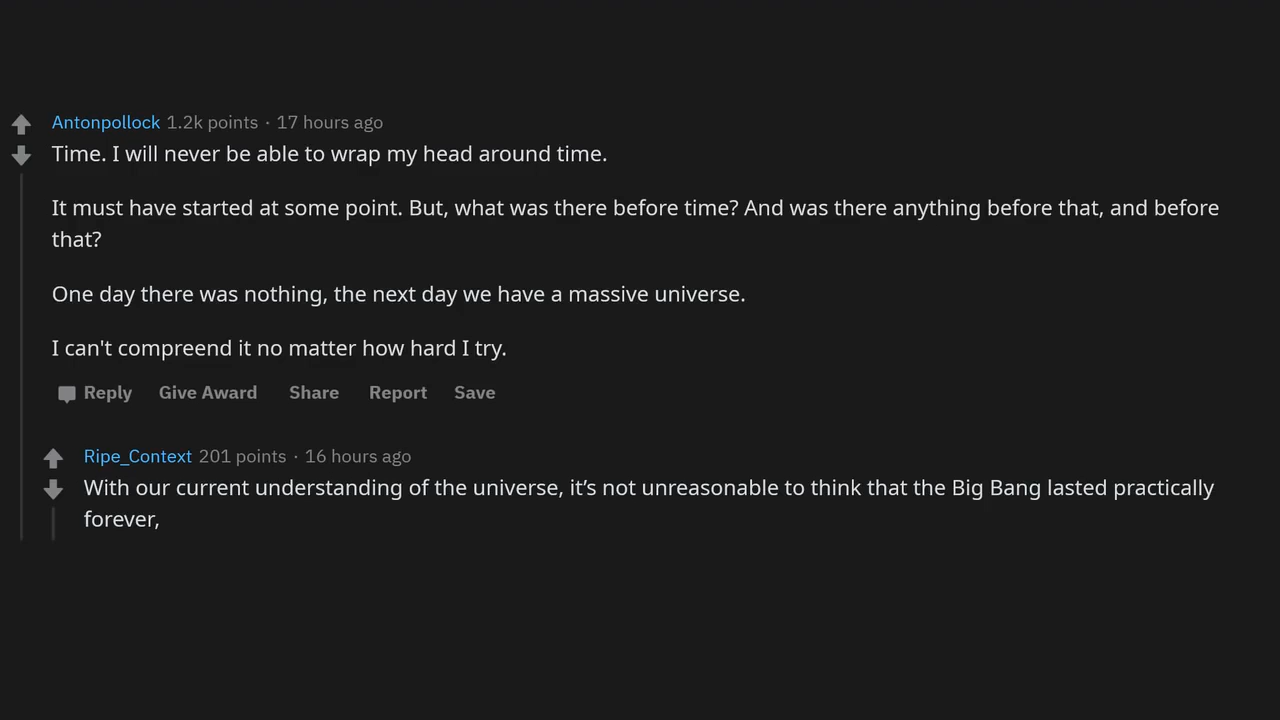 Antonpollock 1.2k points · 17 hours ago
Time. I will never be able to wrap my head around time.
It must have started at some point. But, what was there before time? And was there anything before that, and before
that?
One day there was nothing, the next day we have a massive universe.
I can't compreend it no matter how hard I try.
Reply Give Award Share Report Save
Ripe_Context 201 points · 16 hours ago
With our current understanding of the universe, it’s not unreasonable to think that the Big Bang lasted practically
forever,